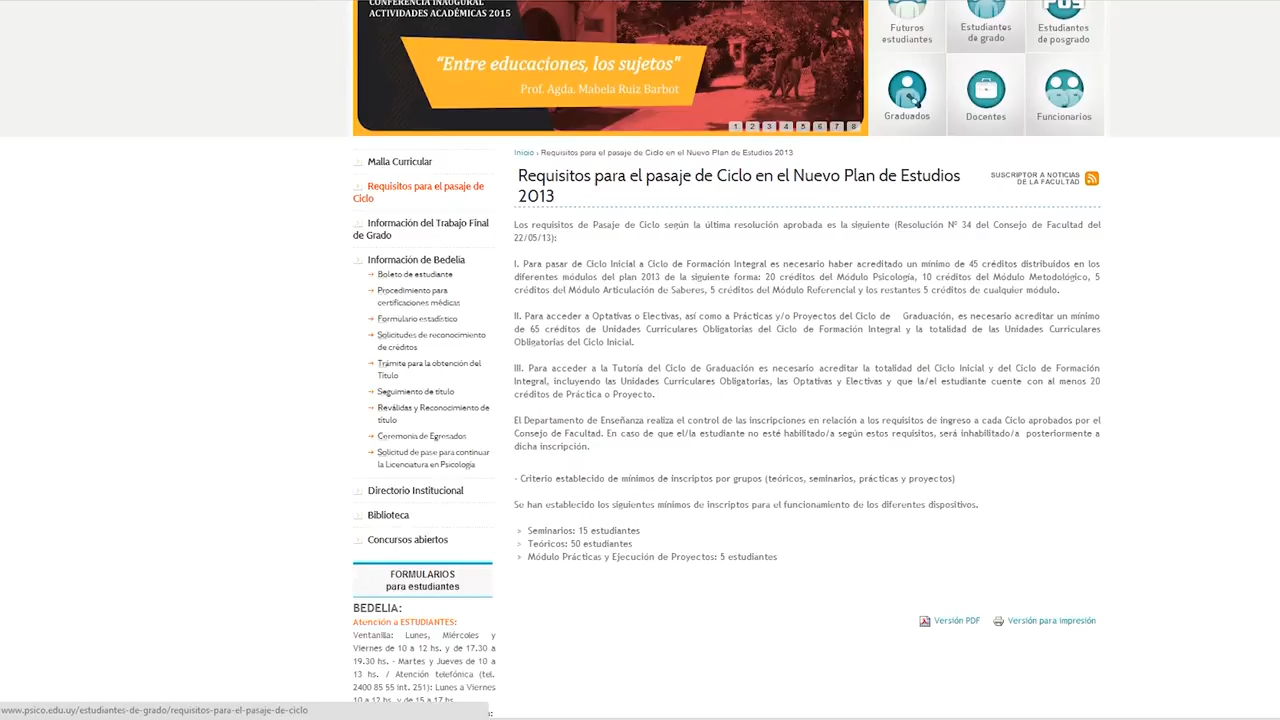 CONFERENCIA INAUGURAL
ACTIVIDADES ACADÉMICAS 2015
"Entre educaciones, los sujetos"
Prof. Agda. Mabela Ruiz Barbot
1 2 3 4 5 6 7 8
Futuros
estudiantes
Estudiantes
de grado
Estudiantes
de posgrado
Graduados
Docentes
Funcionarios
Malla Curricular
Requisitos para el pasaje de
Ciclo
Información del Trabajo Final
de Grado
Información de Bedelia
Boleto de estudiante
Procedimiento para
certificaciones médicas
Formulario estadístico
Solicitudes de reconocimiento
de créditos
Trámite para la obtención del
Título
Seguimiento de título
Reválidas y Reconocimiento de
título
Ceremonia de Egresados
Solicitud de pase para continuar
la Licenciatura en Psicología
Directorio Institucional
Biblioteca
Concursos abiertos
FORMULARIOS
para estudiantes
BEDELIA:
Atención a ESTUDIANTES:
Ventanilla: Lunes, Miércoles y
Viernes de 10 a 12 hs. y de 17.30 a
19.30 hs. - Martes y Jueves de 10 a
13 hs. / Atención telefónica (tel.
2400 85 55 int. 251): Lunes a Viernes
10 a 12 hs. y de 15 a 17 hs.
Inicio › Requisitos para el pasaje de Ciclo en el Nuevo Plan de Estudios 2013
Requisitos para el pasaje de Ciclo en el Nuevo Plan de Estudios
2013
SUSCRIPTOR A NOTICIAS
DE LA FACULTAD
Los requisitos de Pasaje de Ciclo según la última resolución aprobada es la siguiente (Resolución Nº 34 del Consejo de Facultad del
22/05/13):
I. Para pasar de Ciclo Inicial a Ciclo de Formación Integral es necesario haber acreditado un mínimo de 45 créditos distribuidos en los
diferentes módulos del plan 2013 de la siguiente forma: 20 créditos del Módulo Psicología, 10 créditos del Módulo Metodológico, 5
créditos del Módulo Articulación de Saberes, 5 créditos del Módulo Referencial y los restantes 5 créditos de cualquier módulo.
II. Para acceder a Optativas o Electivas, así como a Prácticas y/o Proyectos del Ciclo de Graduación, es necesario acreditar un mínimo
de 65 créditos de Unidades Curriculares Obligatorias del Ciclo de Formación Integral y la totalidad de las Unidades Curriculares
Obligatorias del Ciclo Inicial.
III. Para acceder a la Tutoría del Ciclo de Graduación es necesario acreditar la totalidad del Ciclo Inicial y del Ciclo de Formación
Integral, incluyendo las Unidades Curriculares Obligatorias, las Optativas y Electivas y que la/el estudiante cuente con al menos 20
créditos de Práctica o Proyecto.
El Departamento de Enseñanza realiza el control de las inscripciones en relación a los requisitos de ingreso a cada Ciclo aprobados por el
Consejo de Facultad. En caso de que el/la estudiante no esté habilitado/a según estos requisitos, será inhabilitado/a posteriormente a
dicha inscripción.
- Criterio establecido de mínimos de inscriptos por grupos (teóricos, seminarios, prácticas y proyectos)
Se han establecido los siguientes mínimos de inscriptos para el funcionamiento de los diferentes dispositivos.
» Seminarios: 15 estudiantes
» Teóricos: 50 estudiantes
» Módulo Prácticas y Ejecución de Proyectos: 5 estudiantes
Versión PDF
Versión para impresión
www.psico.edu.uy/estudiantes-de-grado/requisitos-para-el-pasaje-de-ciclo